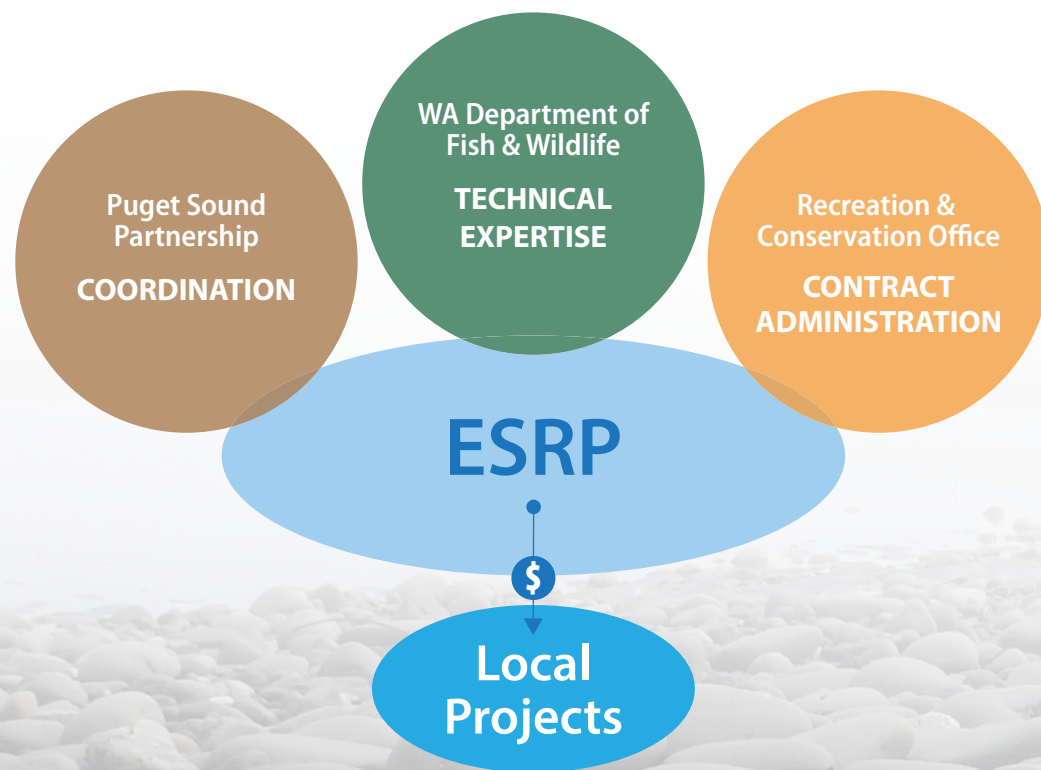 Puget Sound
Partnership
COORDINATION
WA Department of
Fish & Wildlife
TECHNICAL
EXPERTISE
Recreation &
Conservation Office
CONTRACT
ADMINISTRATION
ESRP
$
Local
Projects